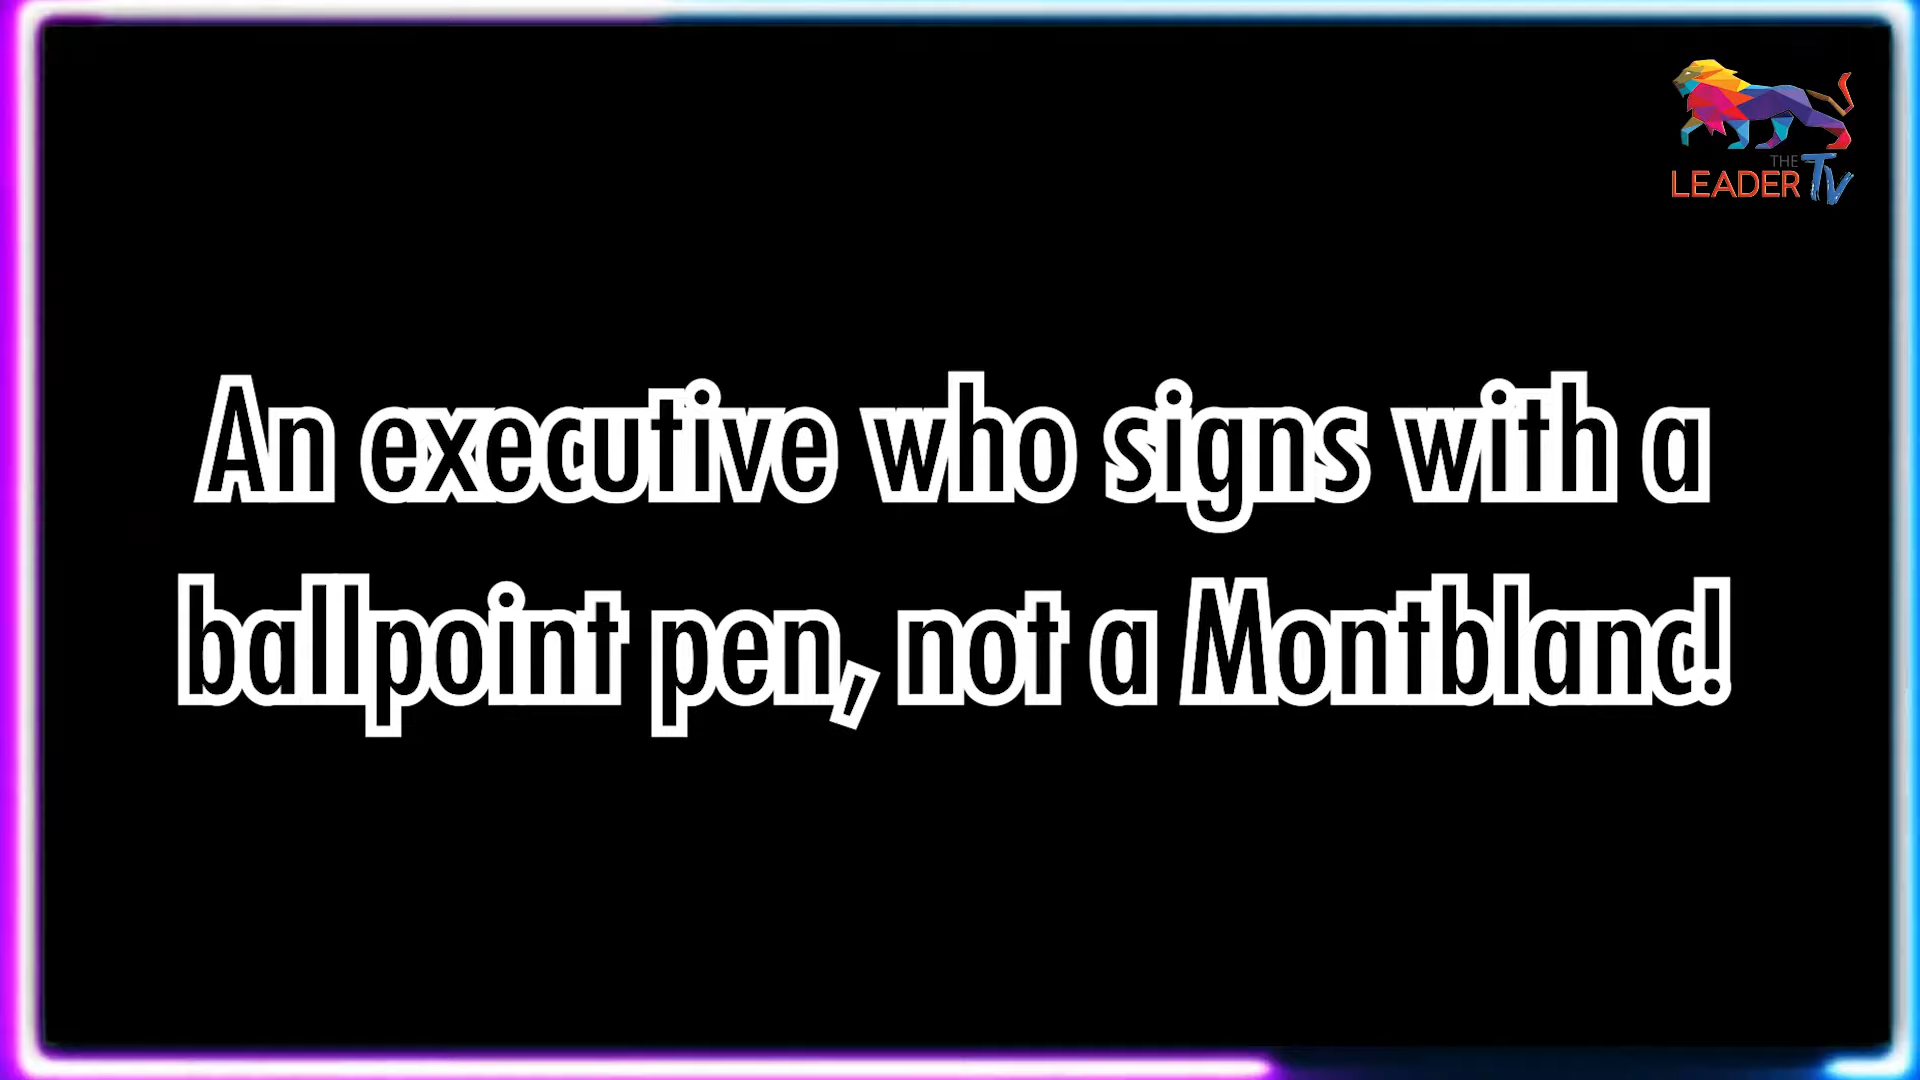 THE
LEADER TV
An executive who signs with a
ballpoint pen, not a Montblanc!